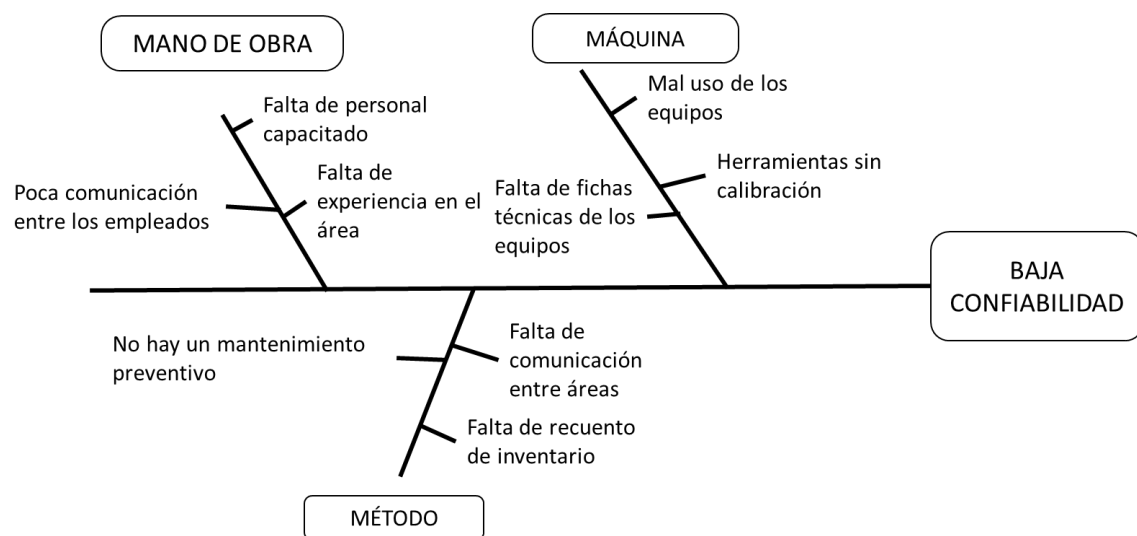 MANO DE OBRA
Falta de personal
capacitado
Poca comunicación
entre los empleados
Falta de
experiencia en el
área
MÁQUINA
Mal uso de los
equipos
Herramientas sin
calibración
Falta de fichas
técnicas de los
equipos
BAJA
CONFIABILIDAD
No hay un mantenimiento
preventivo
Falta de
comunicación
entre áreas
Falta de recuento
de inventario
MÉTODO